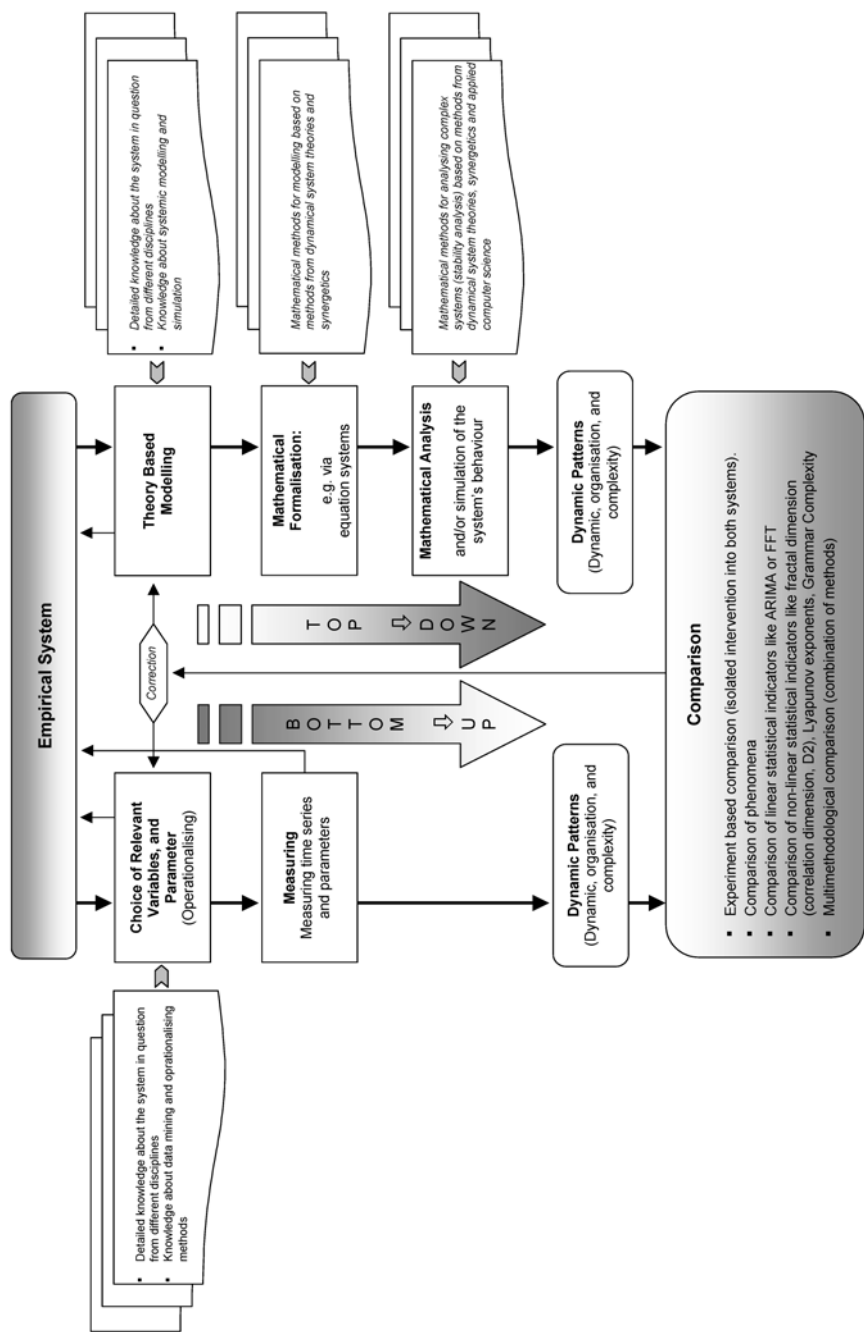 Empirical System
Detailed knowledge about the system in question
from different disciplines
Knowledge about data mining and oprationalising
methods
Choice of Relevant
Variables, and
Parameter
(Operationalising)
Correction
Theory Based
Modelling
▪ Detailed knowledge about the system in question
from different disciplines
▪ Knowledge about systemic modelling and
simulation
Measuring
Measuring time series
and parameters
BOTTOM ⇨ UP
TOP ⇨ DOWN
Mathematical
Formalisation:
e.g. via
equation systems
Mathematical methods for modelling based on
methods from dynamical system theories and
synergetics
Mathematical Analysis
and/or simulation of the
system's behaviour
Mathematical methods for analysing complex
systems (stability analysis) based on methods from
dynamical system theories, synergetics and applied
computer science
Dynamic Patterns
(Dynamic, organisation, and
complexity)
Dynamic Patterns
(Dynamic, organisation, and
complexity)
Comparison
▪ Experiment based comparison (isolated intervention into both systems).
▪ Comparison of phenomena
▪ Comparison of linear statistical indicators like ARIMA or FFT
▪ Comparison of non-linear statistical indicators like fractal dimension
(correlation dimension, D2), Lyapunov exponents, Grammar Complexity
▪ Multimethodological comparison (combination of methods)